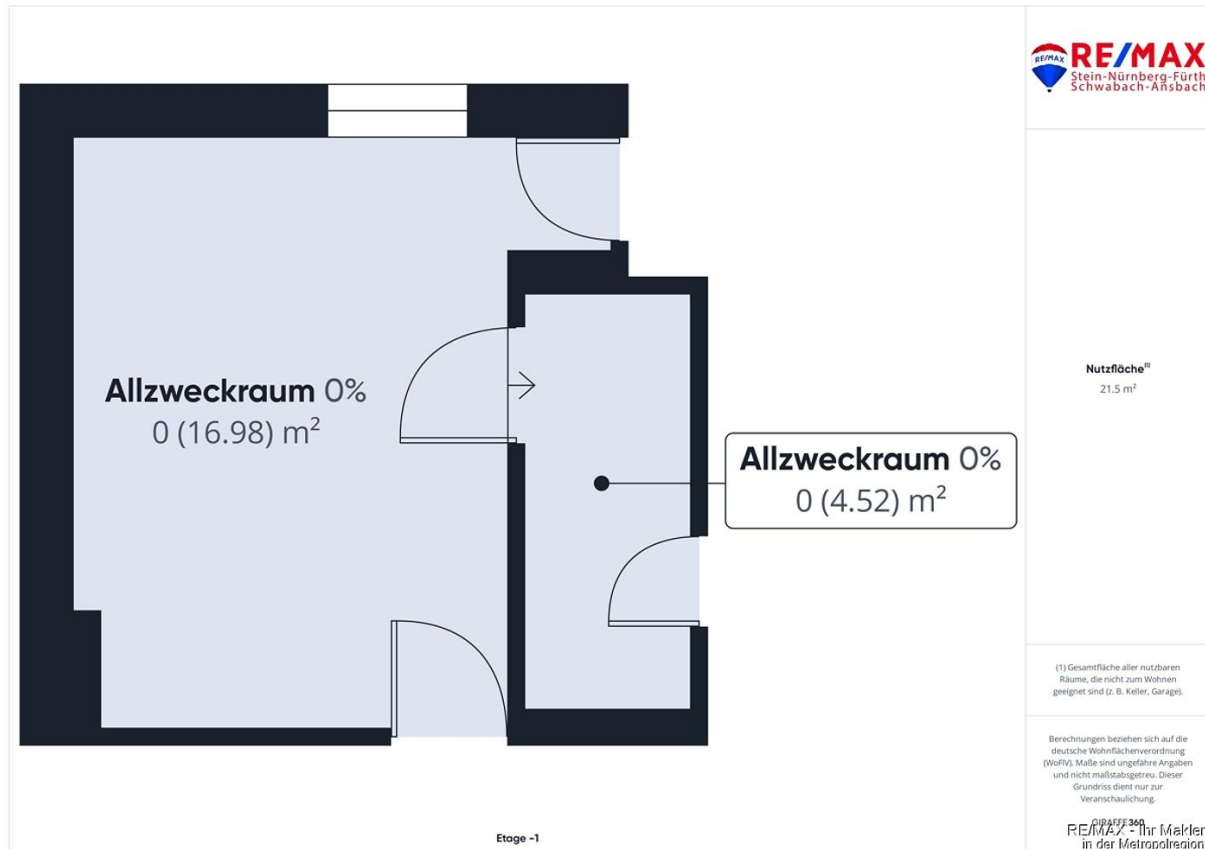 RE/MAX
RE/MAX
Stein-Nürnberg-Fürth
Schwabach-Ansbach
Allzweckraum 0%
0 (16.98) m²
Allzweckraum 0%
0 (4.52) m²
Nutzfläche⁽¹⁾
21.5 m²
(1) Gesamtfläche aller nutzbaren
Räume, die nicht zum Wohnen
geeignet sind (z. B. Keller, Garage).
Berechnungen beziehen sich auf die
deutsche Wohnflächenverordnung
(WoFlV). Maße sind ungefähre Angaben
und nicht maßstabsgetreu. Dieser
Grundriss dient nur zur
Veranschaulichung.
GIRAFFE360
RE/MAX - Ihr Makler
in der Metropolregion
Etage -1